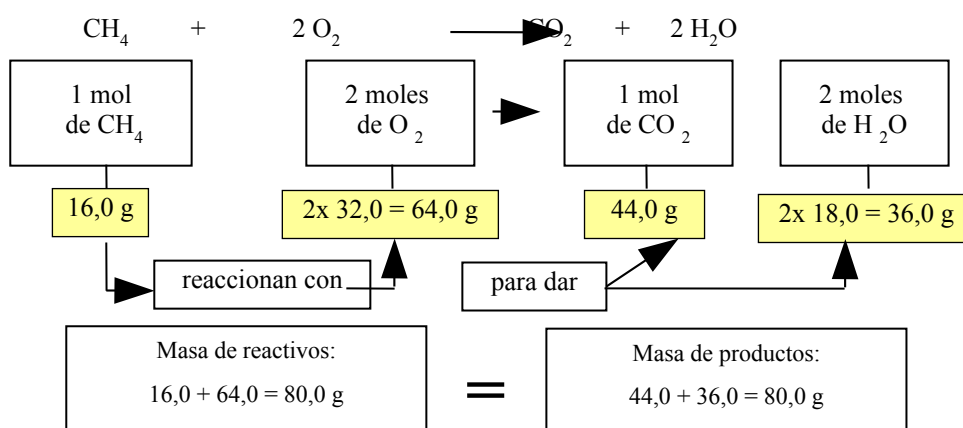 CH4 + 2 O2 CO2 + 2 H2O
1 mol
de CH4
2 moles
de O2
1 mol
de CO2
2 moles
de H2O
16,0 g
2x 32,0 = 64,0 g
44,0 g
2x 18,0 = 36,0 g
reaccionan con
para dar
Masa de reactivos:
16,0 + 64,0 = 80,0 g
=
Masa de productos:
44,0 + 36,0 = 80,0 g